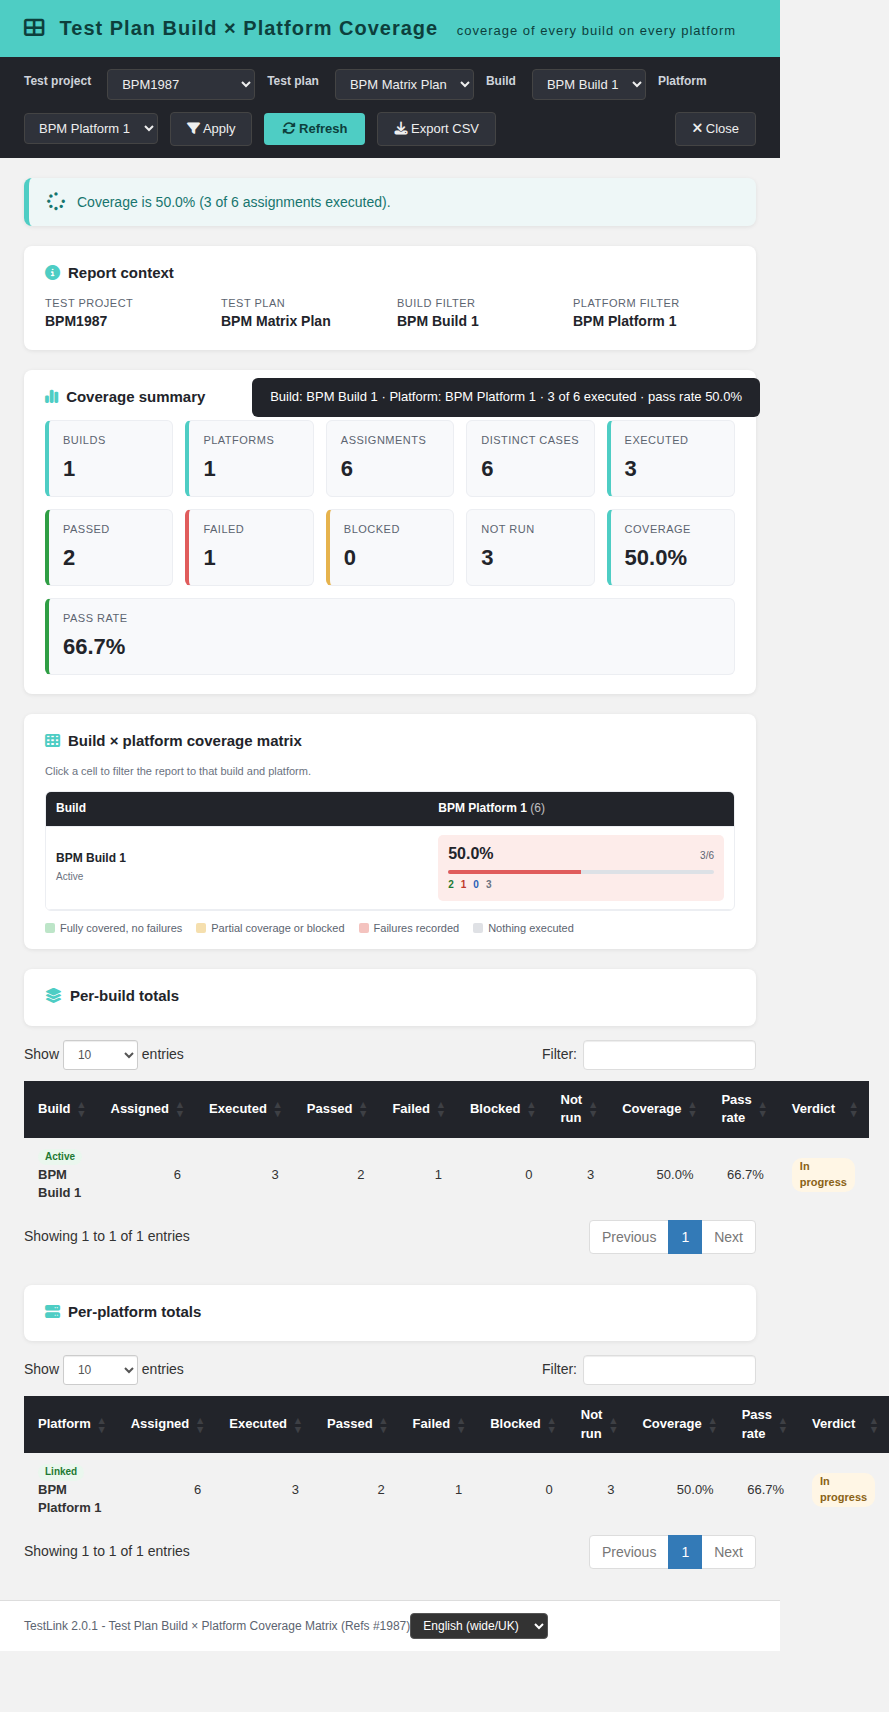 Test Plan Build × Platform Coverage coverage of every build on every platform
Test project BPM1987 Test plan BPM Matrix Plan Build BPM Build 1 Platform
BPM Platform 1 Apply Refresh Export CSV Close
Coverage is 50.0% (3 of 6 assignments executed).
Report context
TEST PROJECT TEST PLAN BUILD FILTER PLATFORM FILTER
BPM1987 BPM Matrix Plan BPM Build 1 BPM Platform 1
Coverage summary
Build: BPM Build 1 · Platform: BPM Platform 1 · 3 of 6 executed · pass rate 50.0%
BUILDS PLATFORMS ASSIGNMENTS DISTINCT CASES EXECUTED
1 1 6 6 3
PASSED FAILED BLOCKED NOT RUN COVERAGE
2 1 0 3 50.0%
PASS RATE
66.7%
Build × platform coverage matrix
Click a cell to filter the report to that build and platform.
Build BPM Platform 1 (6)
BPM Build 1 50.0% 3/6
Active 2 1 0 3
Fully covered, no failures Partial coverage or blocked Failures recorded Nothing executed
Per-build totals
Show 10 entries Filter:
Build Assigned Executed Passed Failed Blocked Not run Coverage Pass rate Verdict
Active
BPM Build 1 6 3 2 1 0 3 50.0% 66.7% In progress
Showing 1 to 1 of 1 entries Previous 1 Next
Per-platform totals
Show 10 entries Filter:
Platform Assigned Executed Passed Failed Blocked Not run Coverage Pass rate Verdict
Linked
BPM Platform 1 6 3 2 1 0 3 50.0% 66.7% In progress
Showing 1 to 1 of 1 entries Previous 1 Next
TestLink 2.0.1 - Test Plan Build × Platform Coverage Matrix (Refs #1987) English (wide/UK)